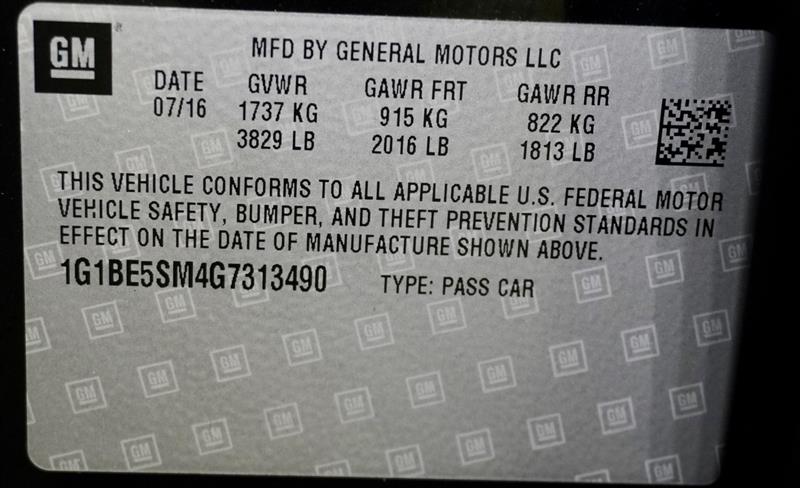 GM
MFD BY GENERAL MOTORS LLC
DATE GVWR GAWR FRT GAWR RR
07/16 1737 KG 915 KG 822 KG
3829 LB 2016 LB 1813 LB
THIS VEHICLE CONFORMS TO ALL APPLICABLE U.S. FEDERAL MOTOR
VEHICLE SAFETY, BUMPER, AND THEFT PREVENTION STANDARDS IN
EFFECT ON THE DATE OF MANUFACTURE SHOWN ABOVE.
1G1BE5SM4G7313490 TYPE: PASS CAR